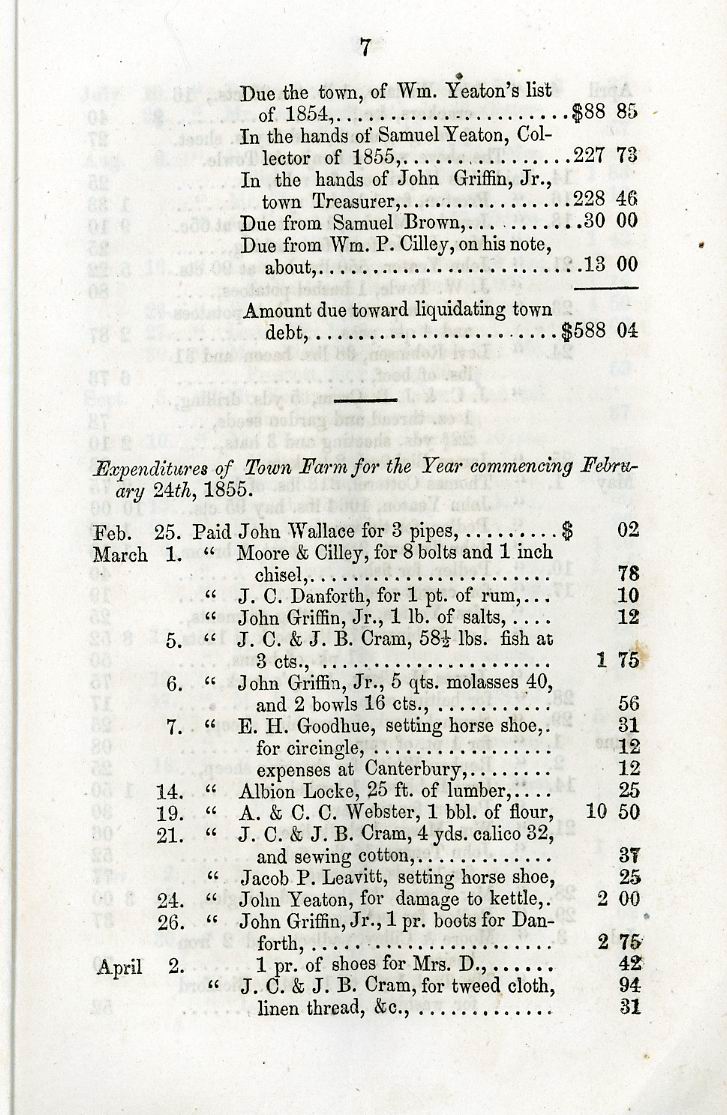 7
Due the town, of Wm. Yeaton's list
of 1854,......................$88 85
In the hands of Samuel Yeaton, Col-
lector of 1855,................227 73
In the hands of John Griffin, Jr.,
town Treasurer,................228 46
Due from Samuel Brown,...........30 00
Due from Wm. P. Cilley, on his note,
about,.........................13 00
Amount due toward liquidating town
debt, .......................$588 04
Expenditures of Town Farm for the Year commencing Febru-
ary 24th, 1855.
Feb. 25. Paid John Wallace for 3 pipes, .........$ 02
March 1. " Moore & Cilley, for 8 bolts and 1 inch
chisel,....................... 78
" J. C. Danforth, for 1 pt. of rum,... 10
" John Griffin, Jr., 1 lb. of salts, .... 12
5. " J. C. & J. B. Cram, 58½ lbs. fish at
3 cts., ...................... 1 75
6. " John Griffin, Jr., 5 qts. molasses 40,
and 2 bowls 16 cts., .......... 56
7. " E. H. Goodhue, setting horse shoe,. 31
for circingle, ................. 12
expenses at Canterbury,........ 12
14. " Albion Locke, 25 ft. of lumber,.... 25
19. " A. & C. C. Webster, 1 bbl. of flour, 10 50
21. " J. C. & J. B. Cram, 4 yds. calico 32,
and sewing cotton,............. 37
" Jacob P. Leavitt, setting horse shoe, 25
24. " John Yeaton, for damage to kettle,. 2 00
26. " John Griffin, Jr., 1 pr. boots for Dan-
forth, ....................... 2 75
April 2. 1 pr. of shoes for Mrs. D., ...... 42
" J. C. & J. B. Cram, for tweed cloth, 94
linen thread, &c., ............. 31